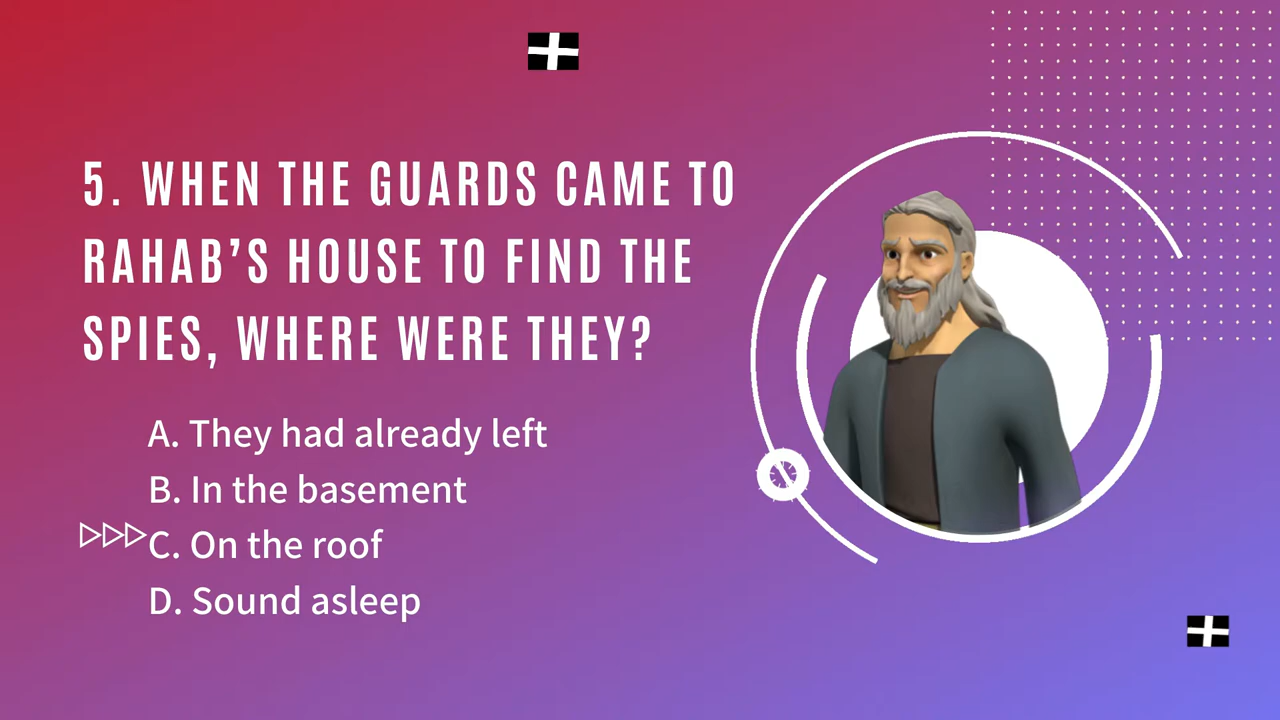 5. WHEN THE GUARDS CAME TO
RAHAB’S HOUSE TO FIND THE
SPIES, WHERE WERE THEY?
A. They had already left
B. In the basement
C. On the roof
D. Sound asleep